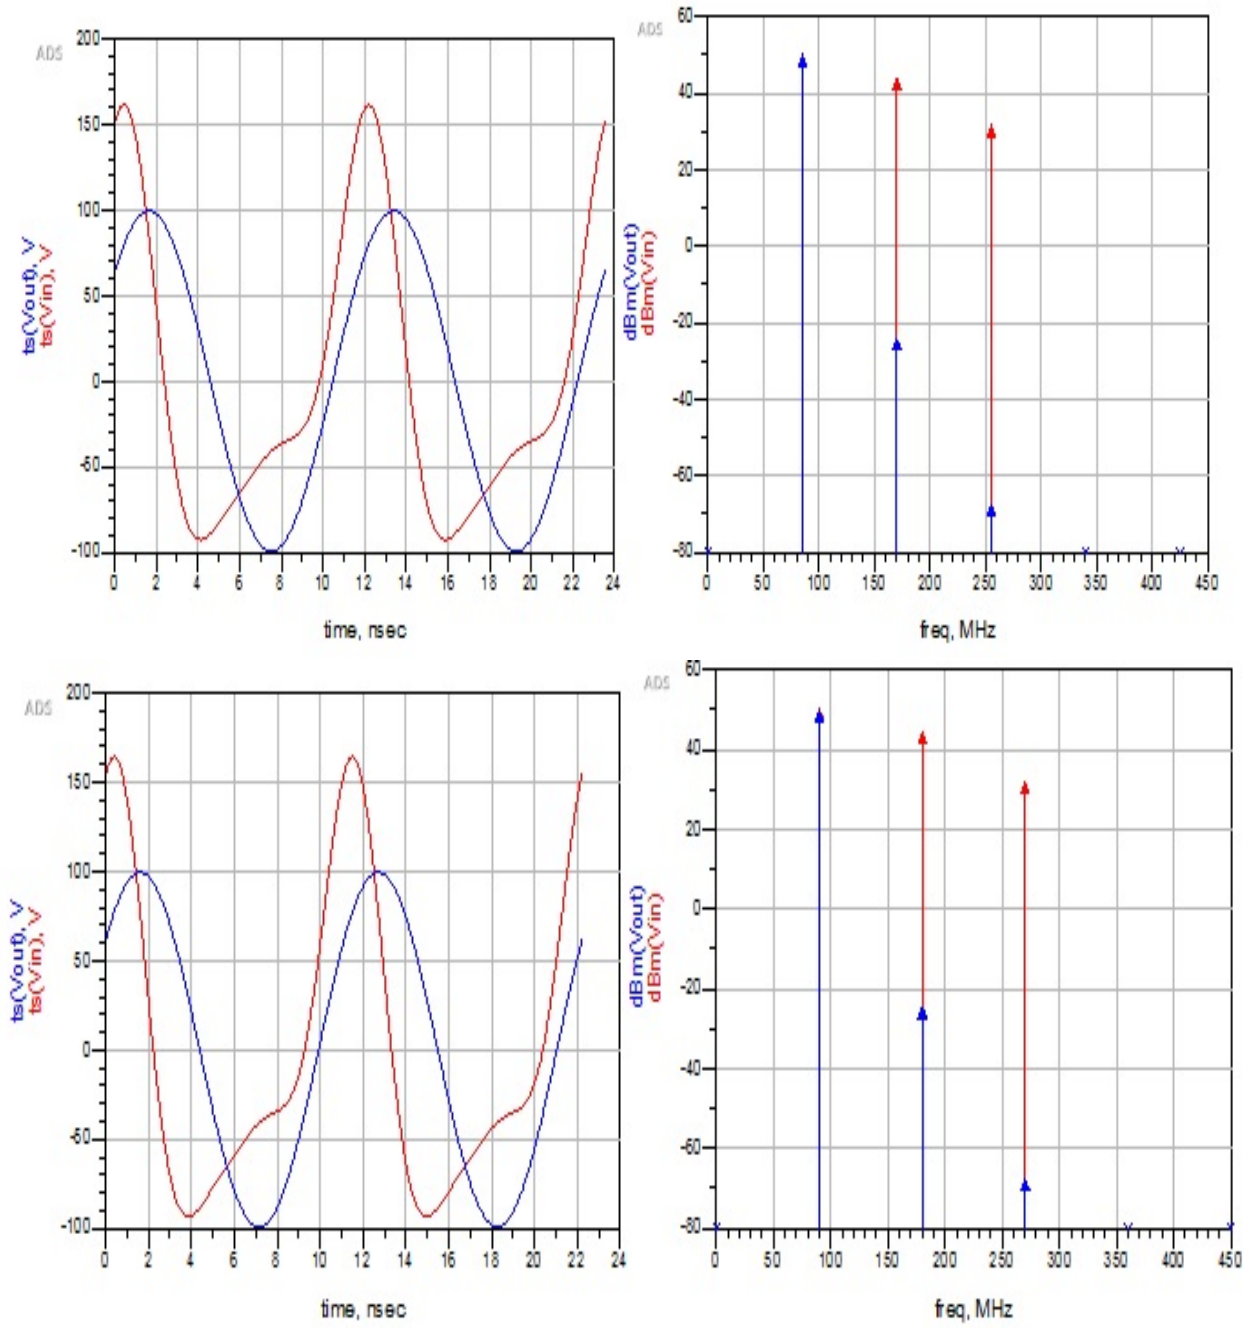 ADS
200
150
100
50
0
-50
-100
ts(Vout), V
ts(Vin), V
0 2 4 6 8 10 12 14 16 18 20 22 24
time, nsec
ADS
60
40
20
0
-20
-40
-60
-80
dBm(Vout)
dBm(Vin)
0 50 100 150 200 250 300 350 400 450
freq, MHz
ADS
200
150
100
50
0
-50
-100
ts(Vout), V
ts(Vin), V
0 2 4 6 8 10 12 14 16 18 20 22 24
time, nsec
ADS
60
40
20
0
-20
-40
-60
-80
dBm(Vout)
dBm(Vin)
0 50 100 150 200 250 300 350 400 450
freq, MHz